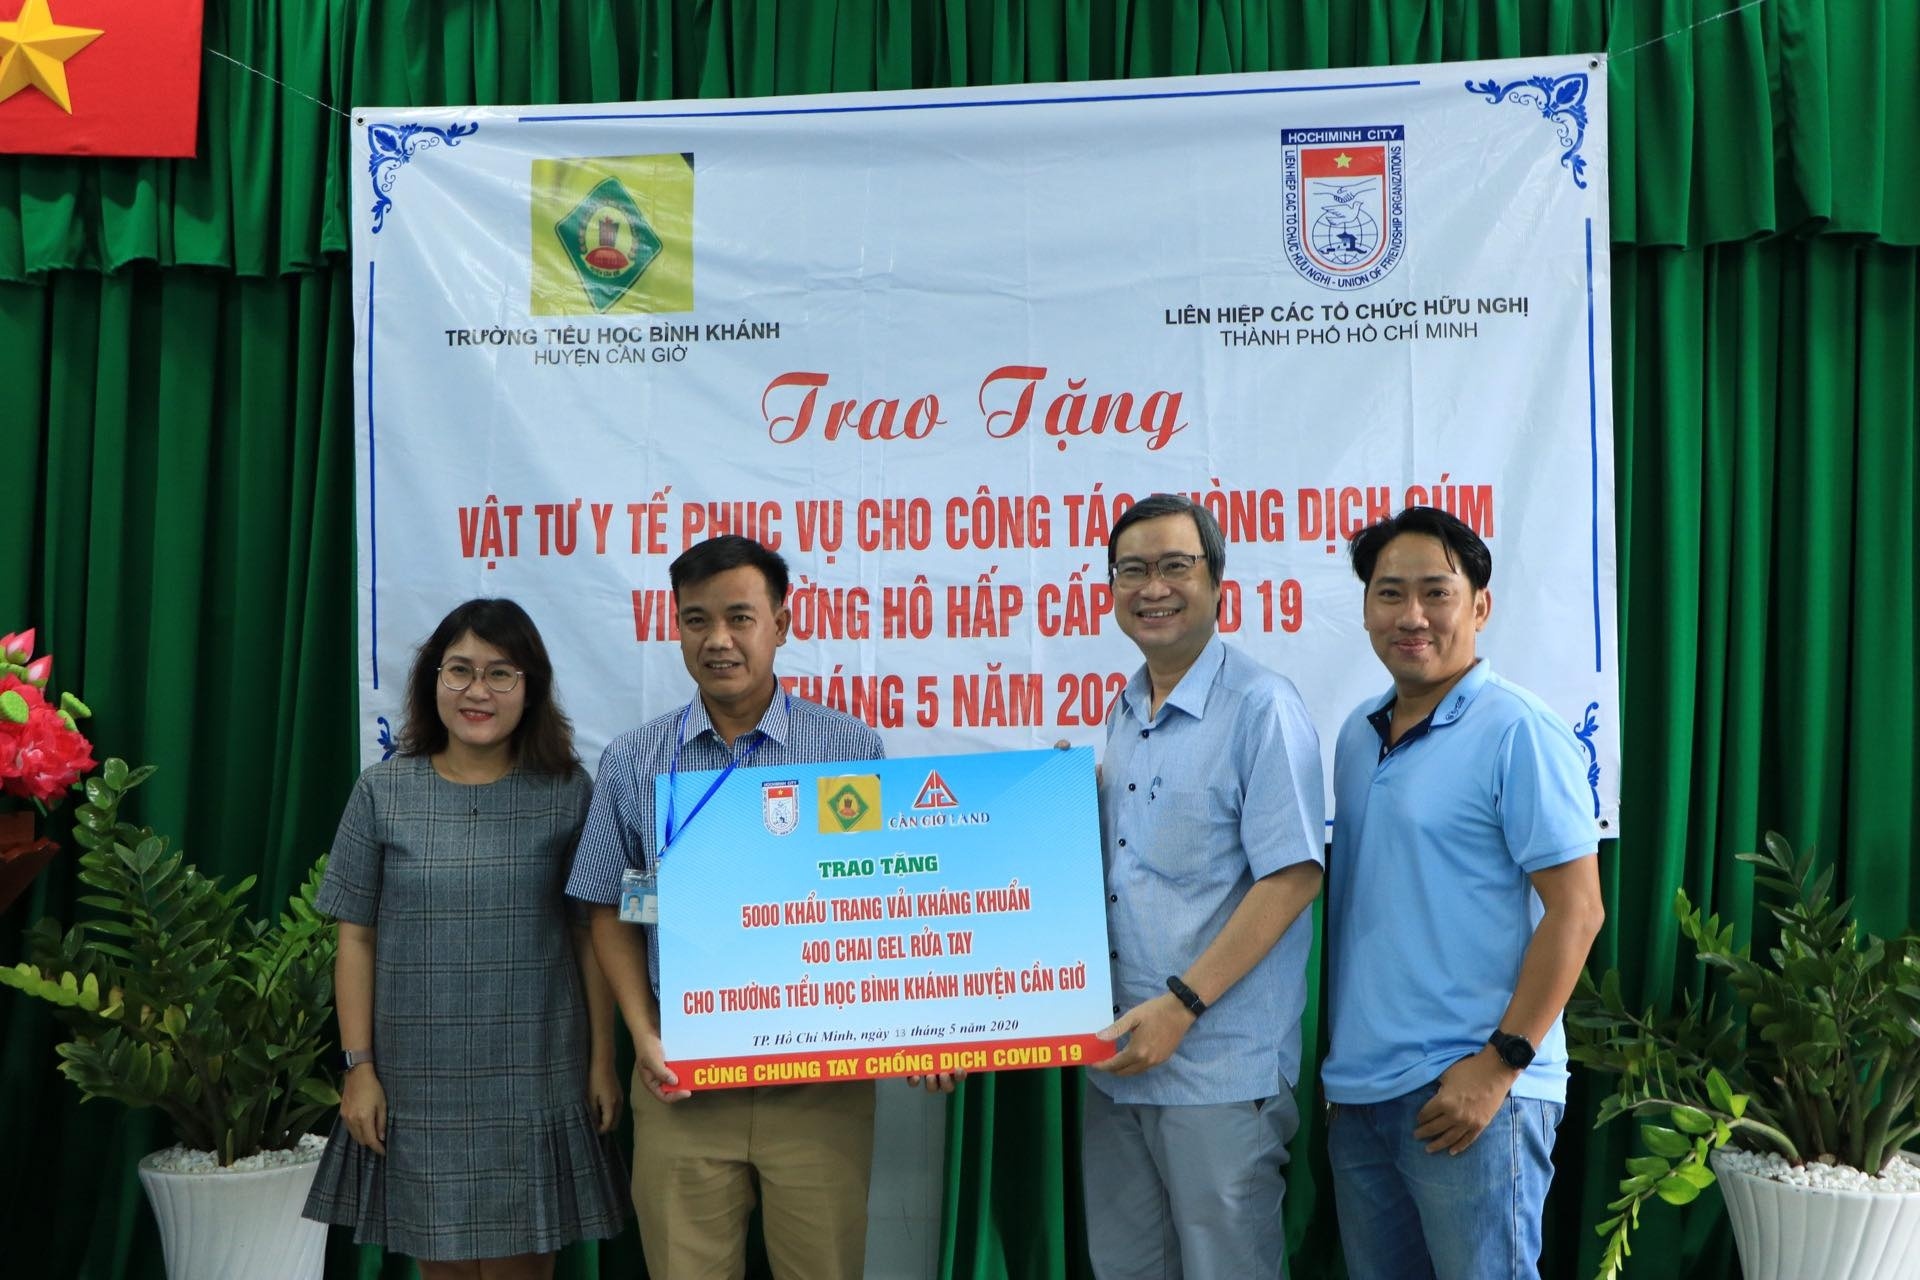 HOCHIMINH CITY
LIÊN HIỆP CÁC TỔ CHỨC HỮU NGHỊ - UNION OF FRIENDSHIP ORGANIZATIONS
TRƯỜNG TIỂU HỌC BÌNH KHÁNH
HUYỆN CẦN GIỜ
LIÊN HIỆP CÁC TỔ CHỨC HỮU NGHỊ
THÀNH PHỐ HỒ CHÍ MINH
Trao Tặng
VẬT TƯ Y TẾ PHỤC VỤ CHO CÔNG TÁC PHÒNG DỊCH CÚM
HÔ HẤP CẤP 19
THÁNG 5 NĂM
HOCHIMINH CITY
CẦN GIỜ LAND
TRAO TẶNG
5000 KHẨU TRANG VẢI KHÁNG KHUẨN
400 CHAI GEL RỬA TAY
CHO TRƯỜNG TIỂU HỌC BÌNH KHÁNH HUYỆN CẦN GIỜ
TP. Hồ Chí Minh, ngày 13 tháng 5 năm 2020
CÙNG CHUNG TAY CHỐNG DỊCH COVID 19